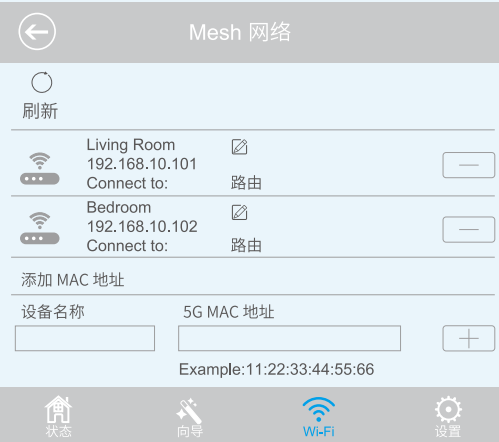 Mesh 网络
刷新
Living Room
192.168.10.101
Connect to: 路由
Bedroom
192.168.10.102
Connect to: 路由
添加 MAC 地址
设备名称 5G MAC 地址
Example:11:22:33:44:55:66
状态 向导 Wi-Fi 设置